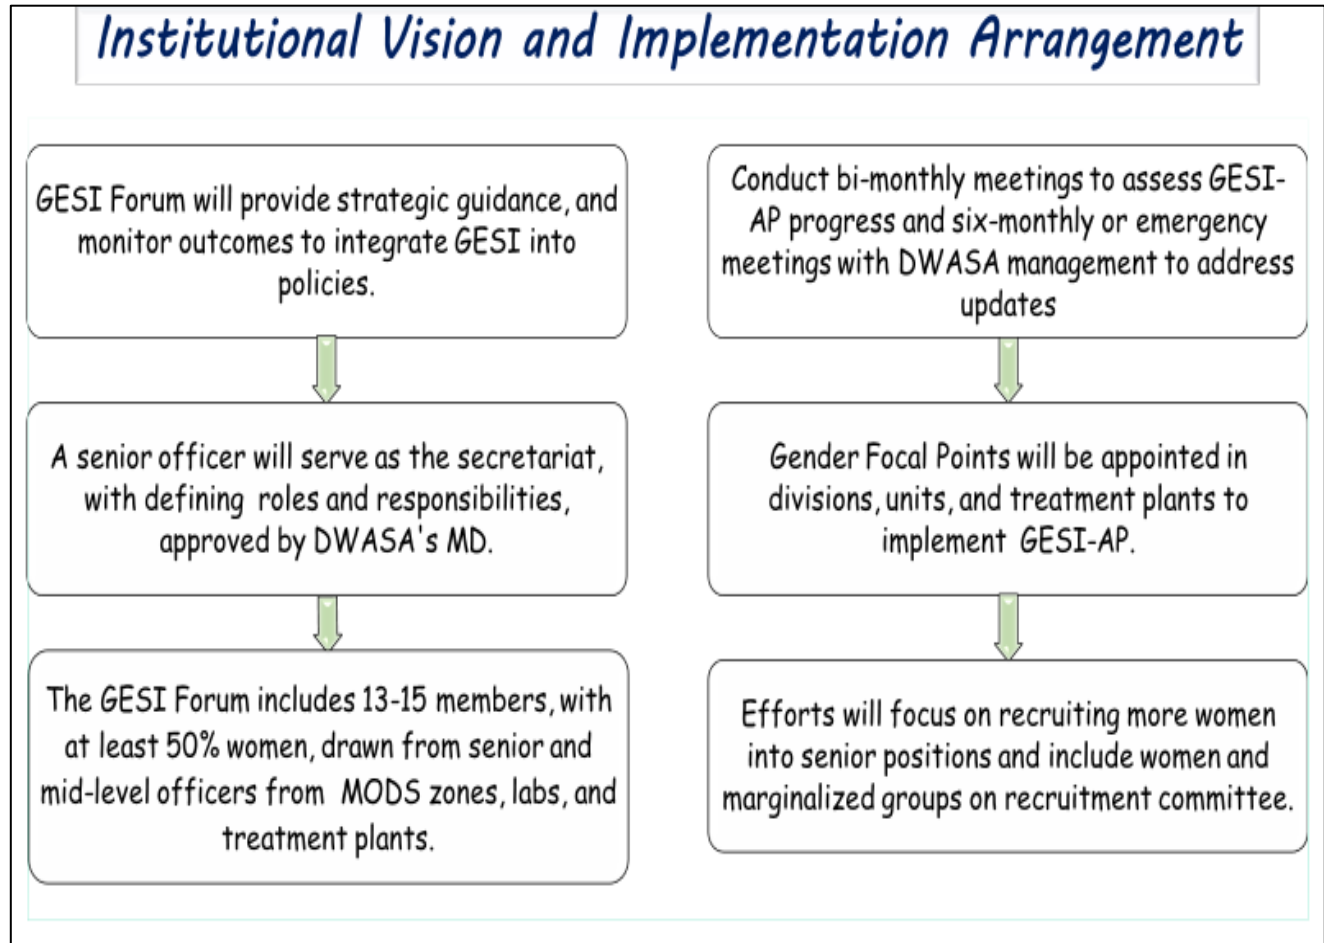 Institutional Vision and Implementation Arrangement
GESI Forum will provide strategic guidance, and
monitor outcomes to integrate GESI into
policies.
A senior officer will serve as the secretariat,
with defining roles and responsibilities,
approved by DWASA's MD.
The GESI Forum includes 13-15 members, with
at least 50% women, drawn from senior and
mid-level officers from MODS zones, labs, and
treatment plants.
Conduct bi-monthly meetings to assess GESI-
AP progress and six-monthly or emergency
meetings with DWASA management to address
updates
Gender Focal Points will be appointed in
divisions, units, and treatment plants to
implement GESI-AP.
Efforts will focus on recruiting more women
into senior positions and include women and
marginalized groups on recruitment committee.